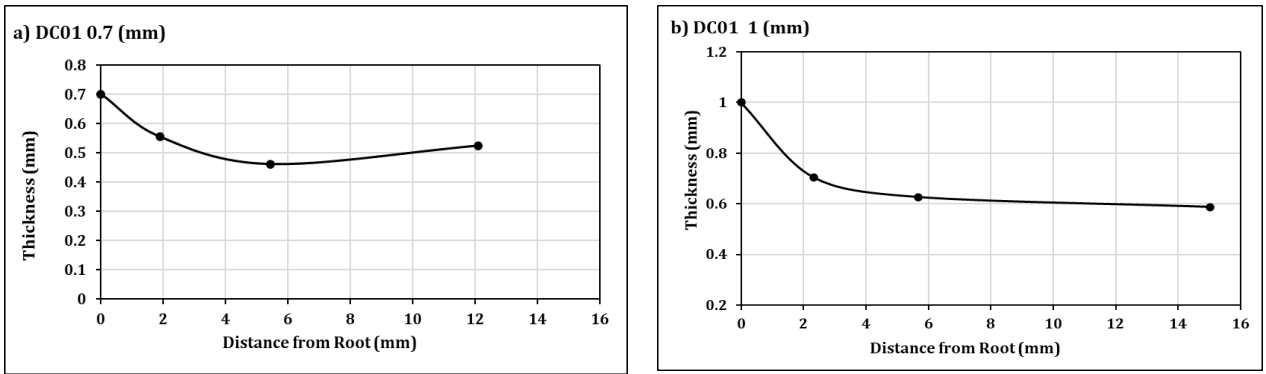 a) DC01 0.7 (mm)
0.8
0.7
0.6
0.5
0.4
0.3
0.2
0.1
0
Thickness (mm)
0 2 4 6 8 10 12 14 16
Distance from Root (mm)
b) DC01 1 (mm)
1.2
1
0.8
0.6
0.4
0.2
Thickness (mm)
0 2 4 6 8 10 12 14 16
Distance from Root (mm)